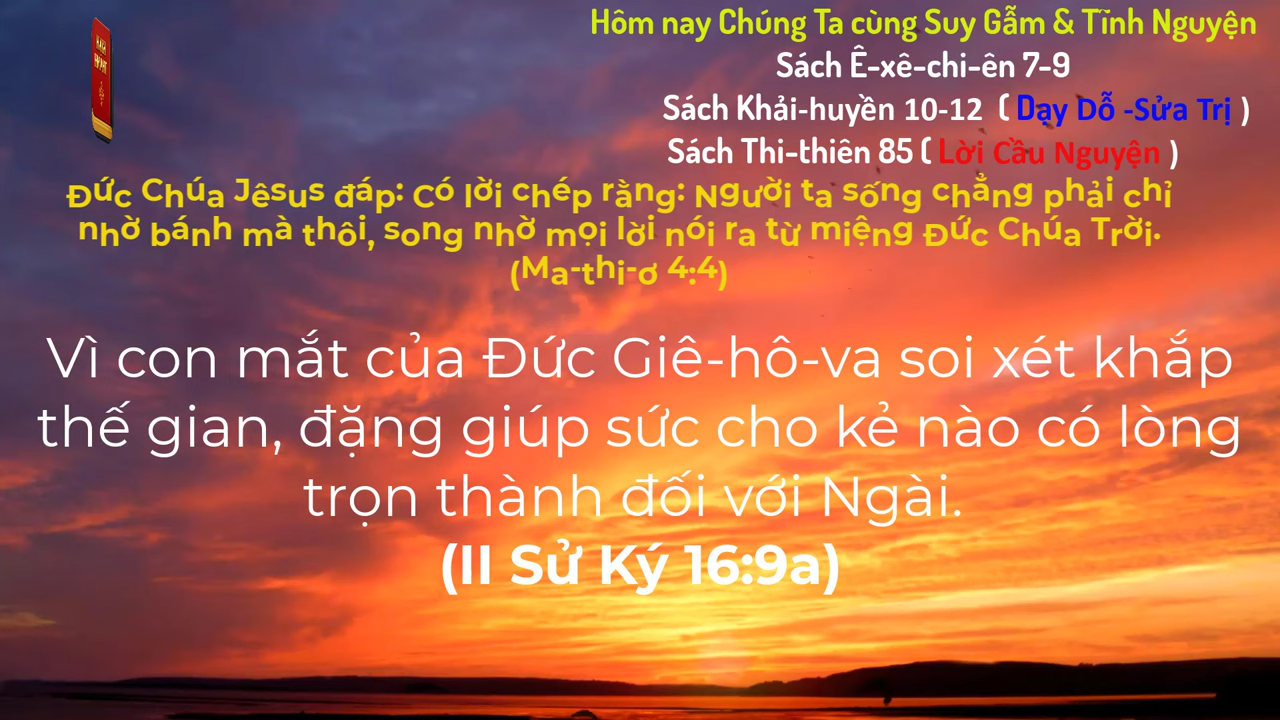 Hôm nay Chúng Ta cùng Suy Gẫm & Tĩnh Nguyện
Sách Ê-xê-chi-ên 7-9
Sách Khải-huyền 10-12 ( Dạy Dỗ -Sửa Trị )
Sách Thi-thiên 85 ( Lời Cầu Nguyện )
Đức Chúa Jêsus đáp: Có lời chép rằng: Người ta sống chẳng phải chỉ
nhờ bánh mà thôi, song nhờ mọi lời nói ra từ miệng Đức Chúa Trời.
(Ma-thi-ơ 4:4)
Vì con mắt của Đức Giê-hô-va soi xét khắp
thế gian, đặng giúp sức cho kẻ nào có lòng
trọn thành đối với Ngài.
(II Sử Ký 16:9a)